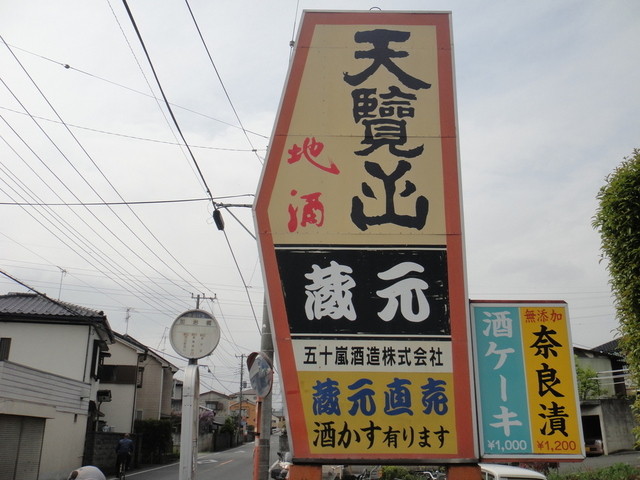 天覽山
地酒
元蔵
五十嵐酒造株式会社
蔵元直売
酒かす有ります
酒ケーキ
¥1,000
無添加
奈良漬
¥1,200